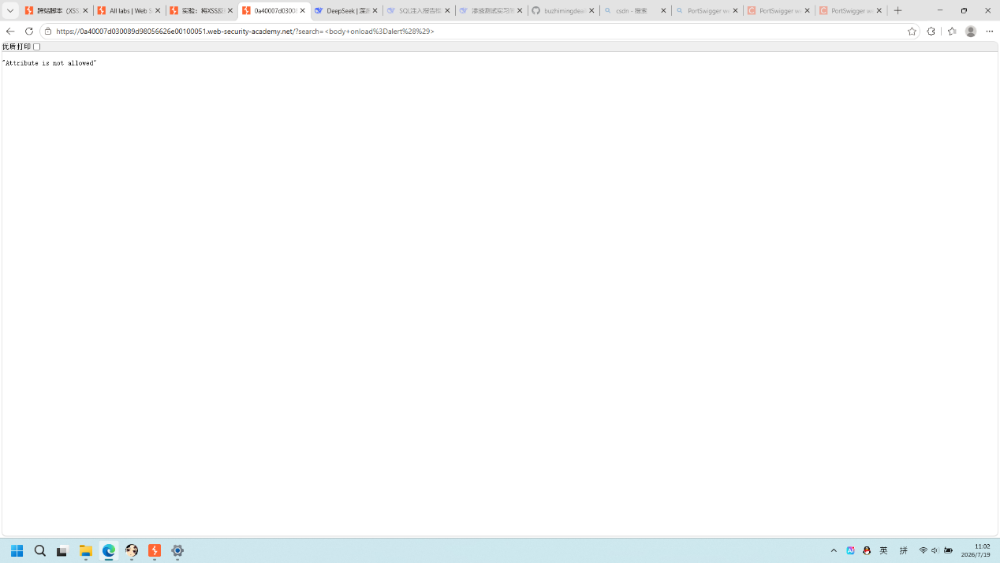 跨站脚本（XSS
All labs | Web S
实验：将XSS反
0a40007d0300
DeepSeek | 深
SQL注入报告指
渗透测试实习
buzhimingdea
csdn - 搜索
PortSwigger w
PortSwigger w
PortSwigger w
https://0a40007d030089d98056626e00100051.web-security-academy.net/?search=<body+onload%3Dalert%28%29>
优质打印
"Attribute is not allowed"
英
拼
11:02
2026/7/19